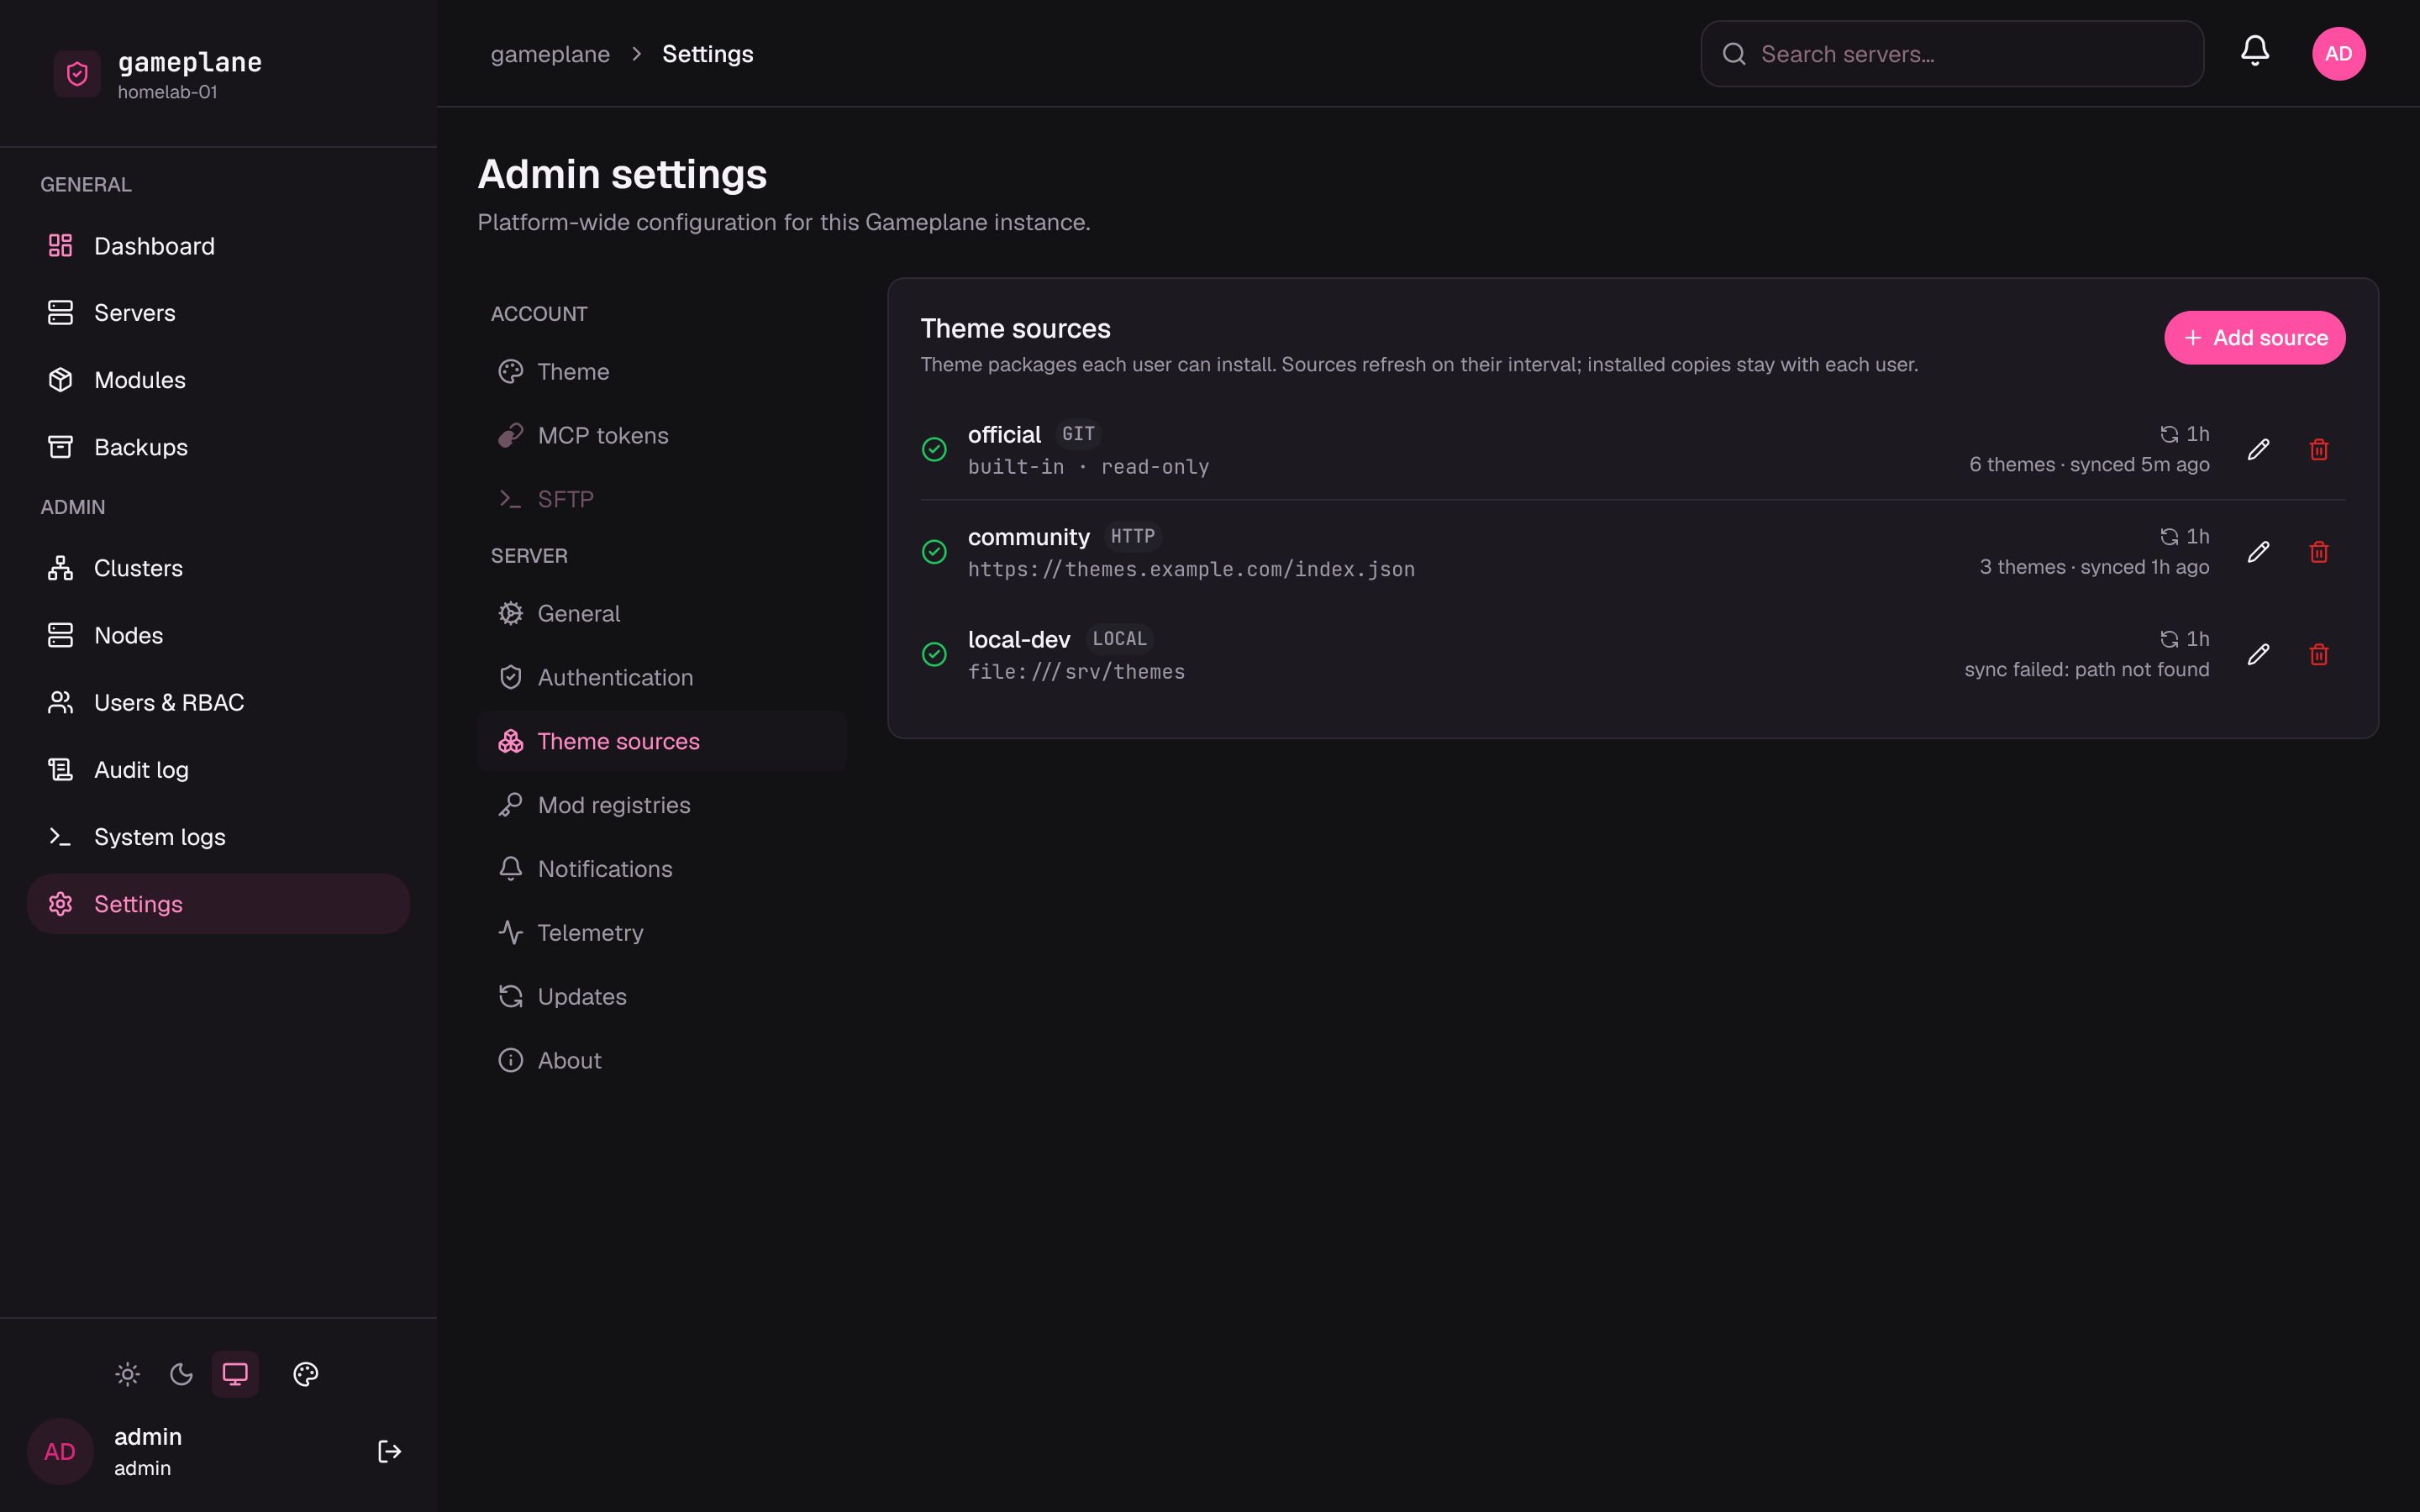 gameplane
homelab-01
GENERAL
Dashboard
Servers
Modules
Backups
ADMIN
Clusters
Nodes
Users & RBAC
Audit log
System logs
Settings
AD
admin
admin
gameplane > Settings
Search servers...
AD
Admin settings
Platform-wide configuration for this Gameplane instance.
ACCOUNT
Theme
MCP tokens
SFTP
SERVER
General
Authentication
Theme sources
Mod registries
Notifications
Telemetry
Updates
About
Theme sources
Theme packages each user can install. Sources refresh on their interval; installed copies stay with each user.
+ Add source
official GIT
built-in · read-only
1h
6 themes · synced 5m ago
community HTTP
https://themes.example.com/index.json
1h
3 themes · synced 1h ago
local-dev LOCAL
file:///srv/themes
1h
sync failed: path not found